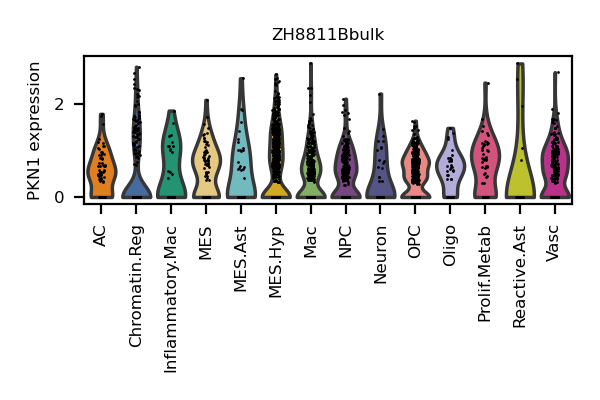 ZH8811Bbulk
PKN1 expression
2
0
AC
Chromatin.Reg
Inflammatory.Mac
MES
MES.Ast
MES.Hyp
Mac
NPC
Neuron
OPC
Oligo
Prolif.Metab
Reactive.Ast
Vasc